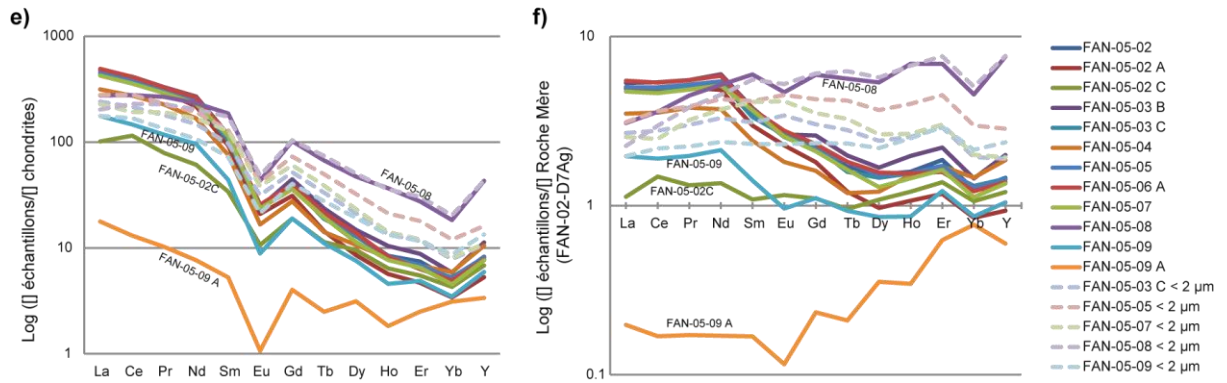 e)
Log ([] échantillons/[] chondrites)
1000
100
10
1
FAN-05-09
FAN-05-02C
FAN-05-08
FAN-05-09 A
La Ce Pr Nd Sm Eu Gd Tb Dy Ho Er Yb Y
f)
Log ([] échantillons/[] Roche Mère
(FAN-02-D7Ag)
10
1
0.1
FAN-05-08
FAN-05-09
FAN-05-02C
La Ce Pr Nd Sm Eu Gd Tb Dy Ho Er Yb Y
FAN-05-09 A
FAN-05-02
FAN-05-02 A
FAN-05-02 C
FAN-05-03 B
FAN-05-03 C
FAN-05-04
FAN-05-05
FAN-05-06 A
FAN-05-07
FAN-05-08
FAN-05-09
FAN-05-09 A
FAN-05-03 C < 2 µm
FAN-05-05 < 2 µm
FAN-05-07 < 2 µm
FAN-05-08 < 2 µm
FAN-05-09 < 2 µm